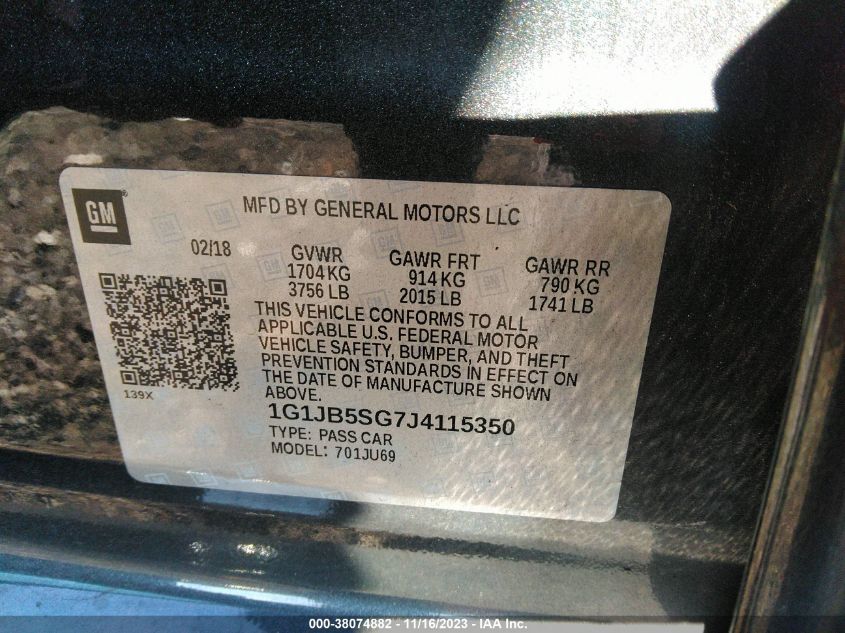 GM
MFD BY GENERAL MOTORS LLC
02/18 GVWR GAWR FRT GAWR RR
1704 KG 914 KG 790 KG
3756 LB 2015 LB 1741 LB
THIS VEHICLE CONFORMS TO ALL
APPLICABLE U.S. FEDERAL MOTOR
VEHICLE SAFETY, BUMPER, AND THEFT
PREVENTION STANDARDS IN EFFECT ON
THE DATE OF MANUFACTURE SHOWN
ABOVE.
139X
1G1JB5SG7J4115350
TYPE: PASS CAR
MODEL: 701JU69
000-38074882 - 11/16/2023 - IAA Inc.